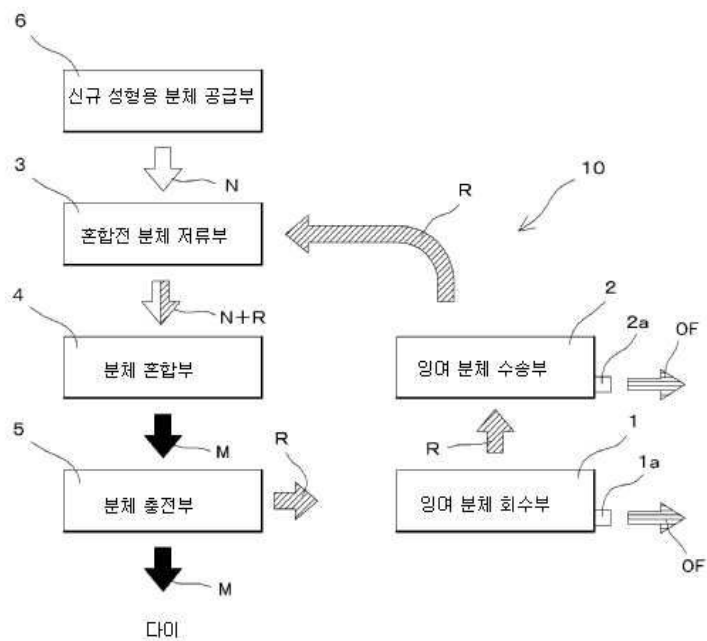 6
신규 성형용 분체 공급부
N
3
혼합전 분체 저류부
R
10
N+R
4
분체 혼합부
2
2a
OF
잉여 분체 수송부
M
R
5
분체 충전부
R
1
1a
잉여 분체 회수부
OF
M
다이